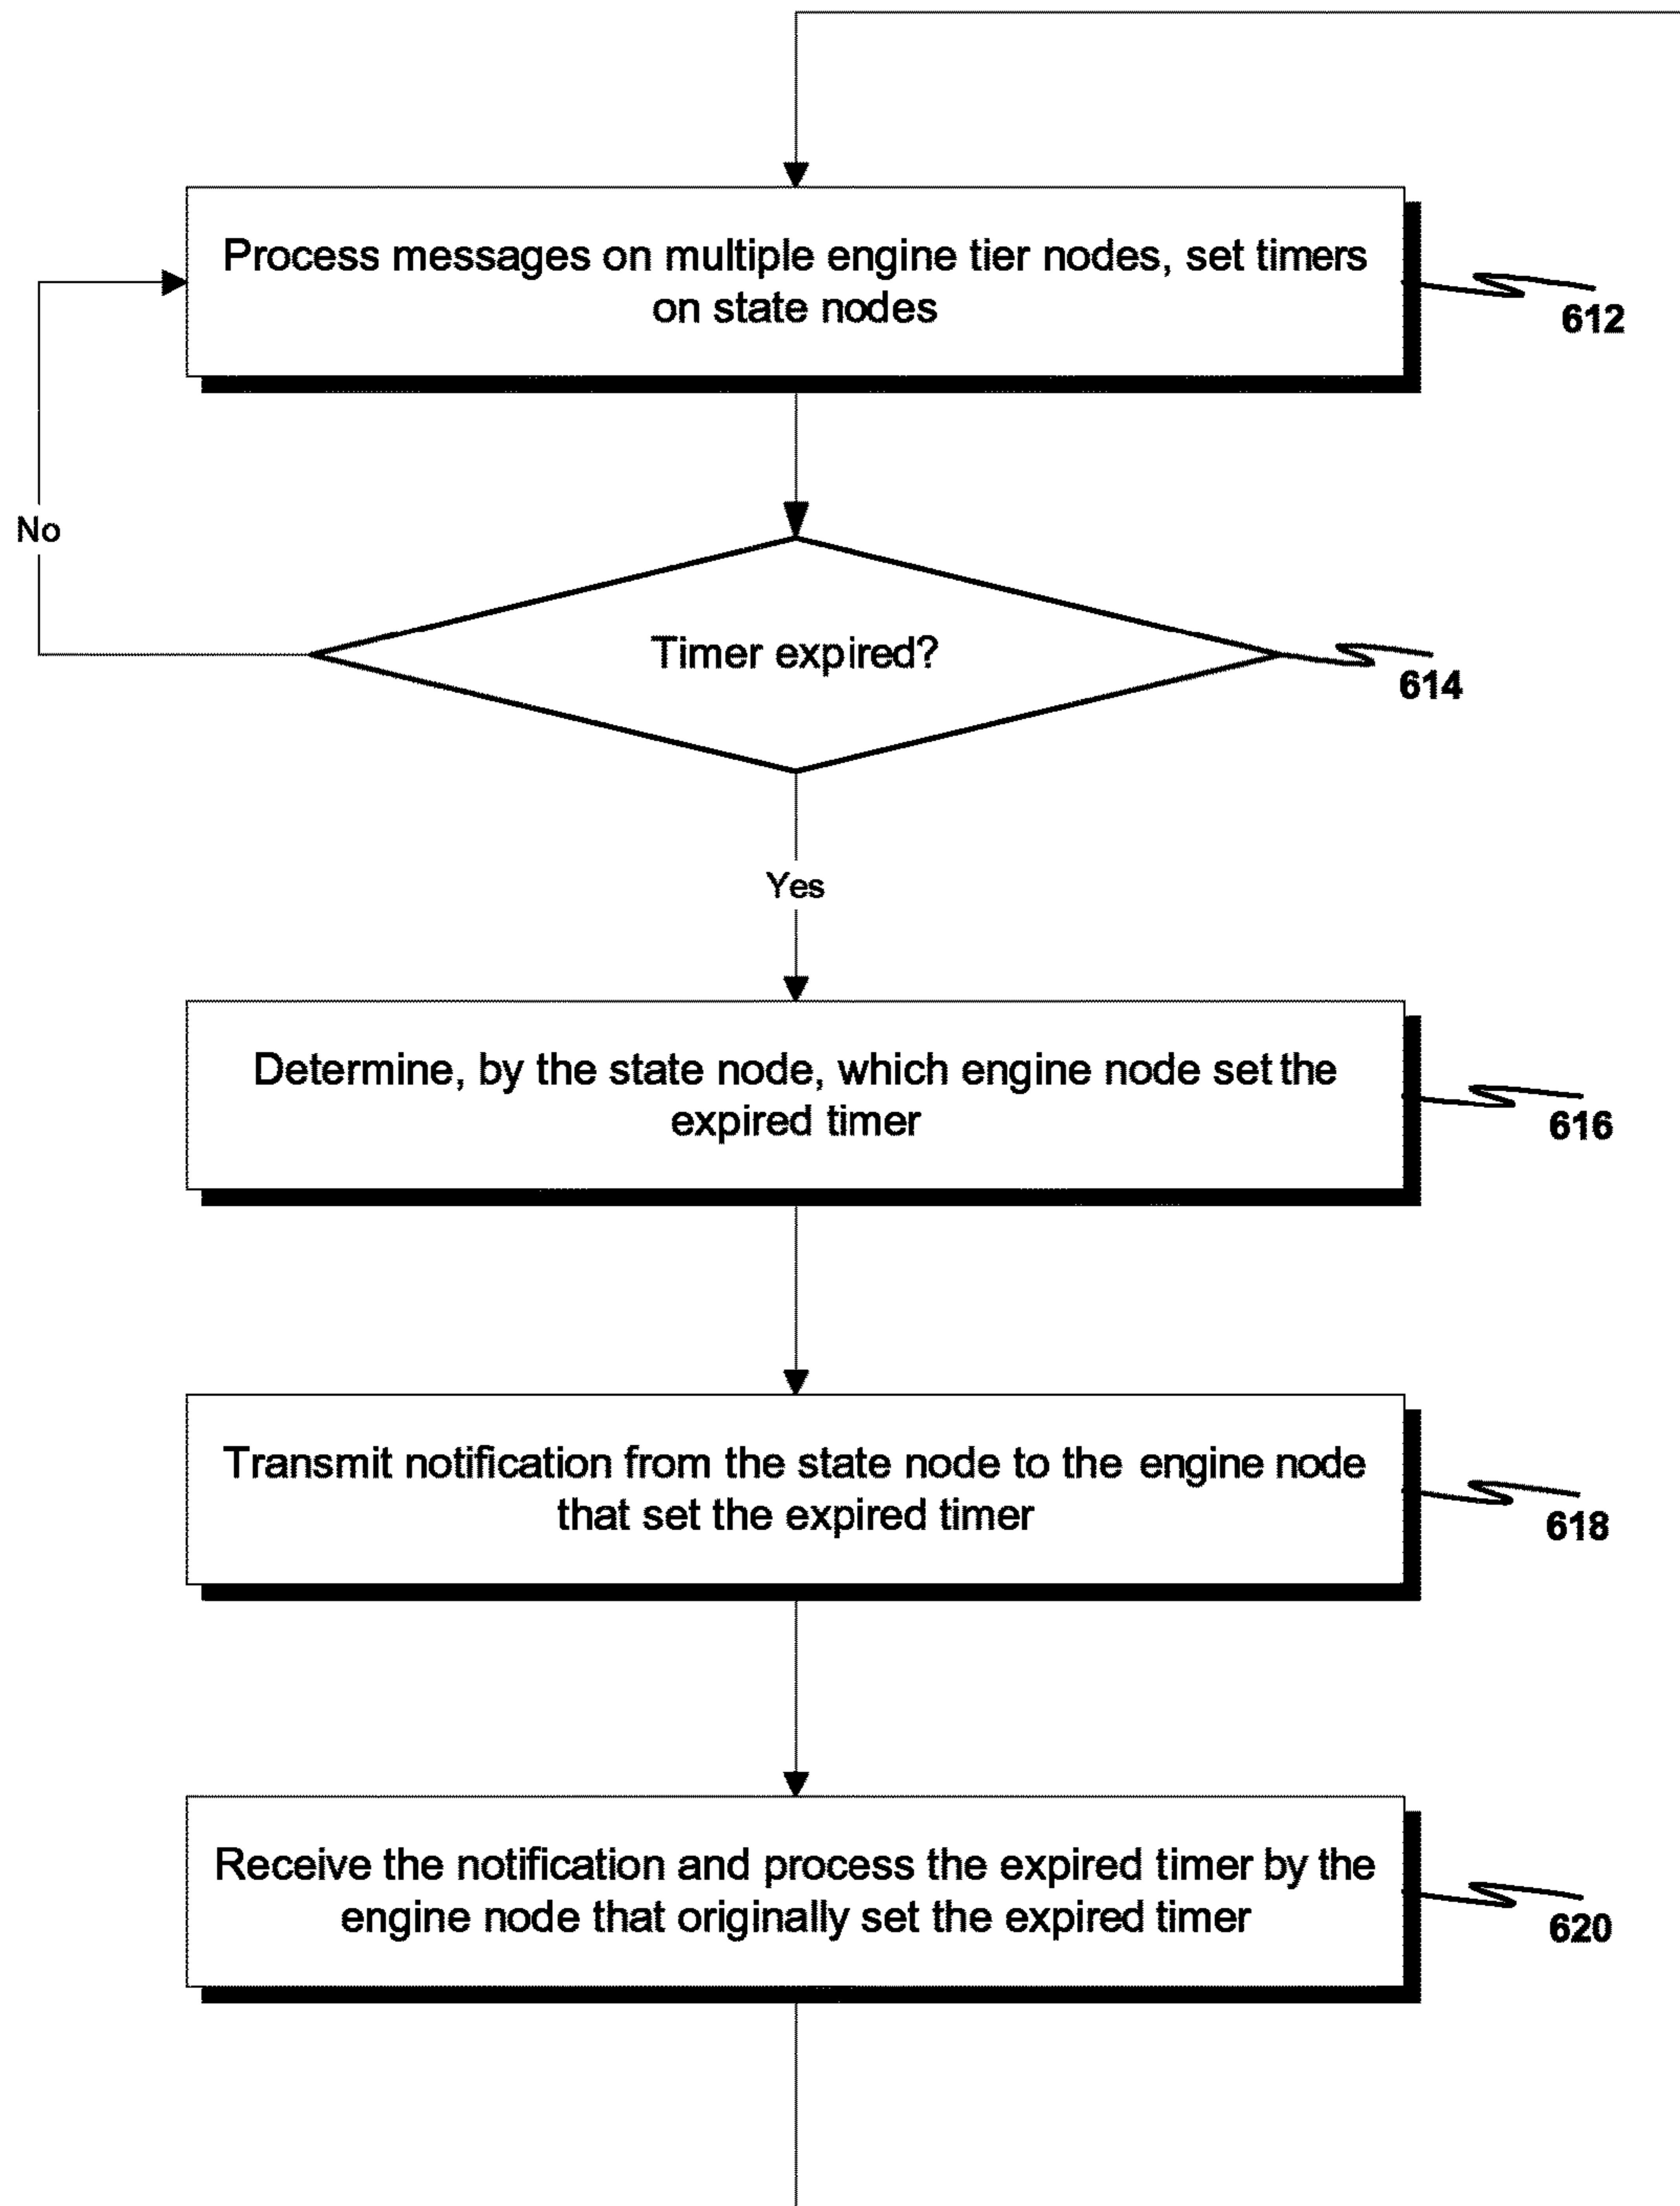 Process messages on multiple engine tier nodes, set timers
on state nodes
612
No
Timer expired?
614
Yes
Determine, by the state node, which engine node set the
expired timer
616
Transmit notification from the state node to the engine node
that set the expired timer
618
Receive the notification and process the expired timer by the
engine node that originally set the expired timer
620